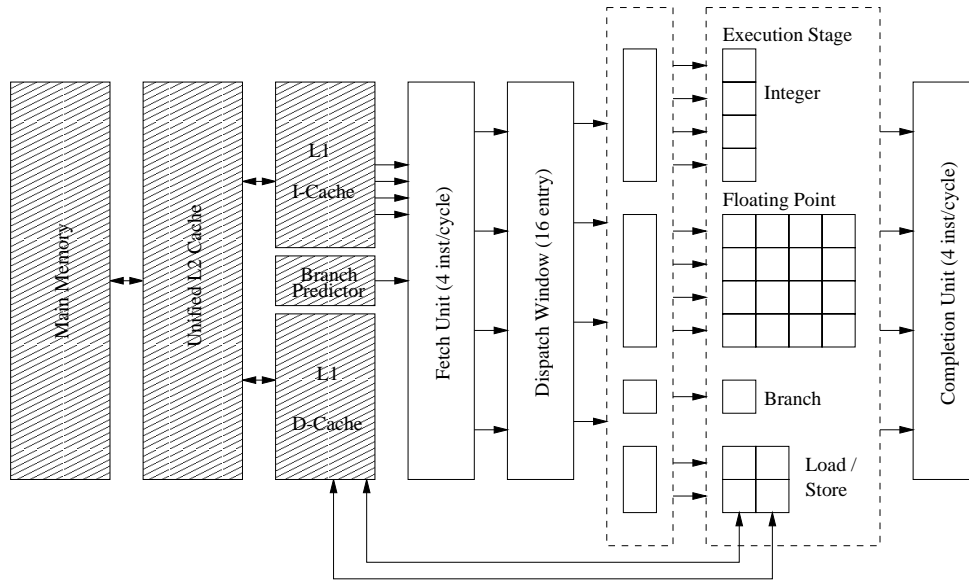 Main Memory
Unified L2 Cache
L1
I-Cache
Branch
Predictor
L1
D-Cache
Fetch Unit (4 inst/cycle)
Dispatch Window (16 entry)
Execution Stage
Integer
Floating Point
Branch
Load /
Store
Completion Unit (4 inst/cycle)